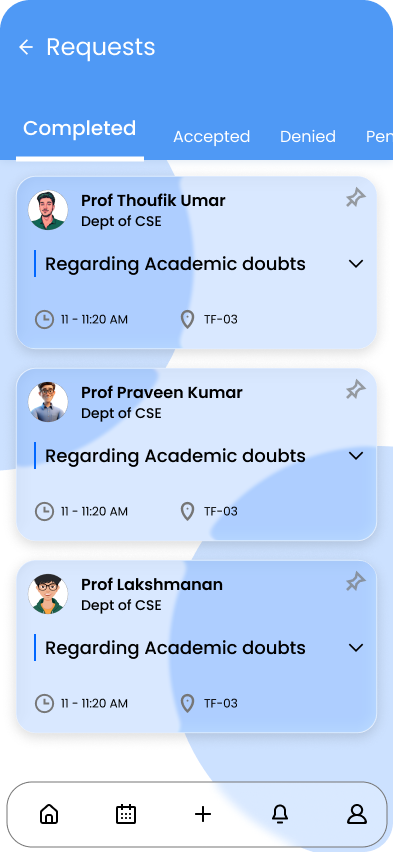 Requests
Completed Accepted Denied Pen
Prof Thoufik Umar
Dept of CSE
Regarding Academic doubts
11 - 11:20 AM TF-03
Prof Praveen Kumar
Dept of CSE
Regarding Academic doubts
11 - 11:20 AM TF-03
Prof Lakshmanan
Dept of CSE
Regarding Academic doubts
11 - 11:20 AM TF-03